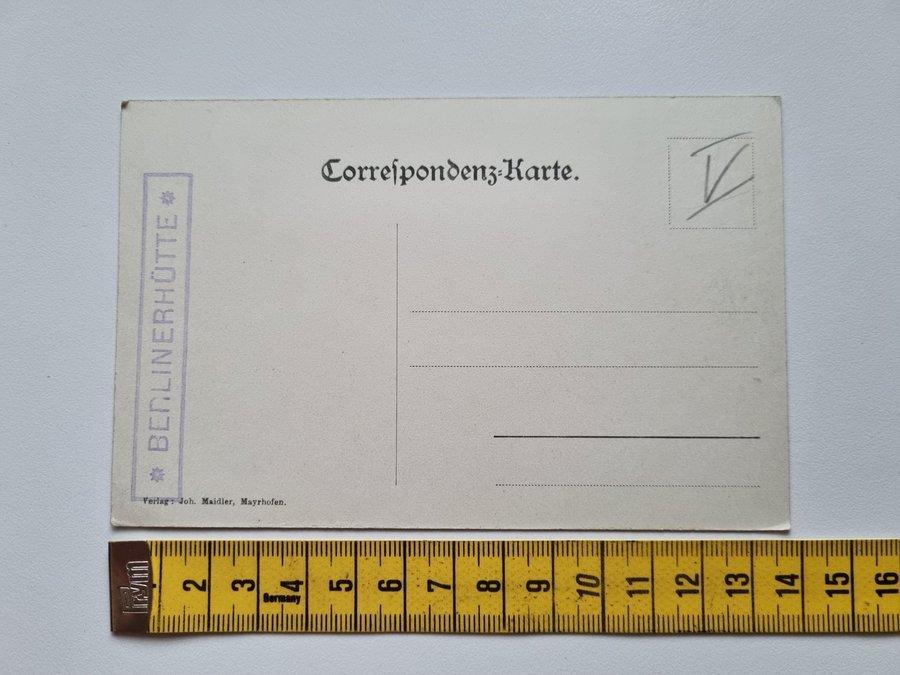 Correſpondenz-Karte.
V
* BERLINERHÜTTE *
Verlag: Joh. Maidler, Mayrhofen.
2 3 4 5 6 7 8 9 10 11 12 13 14 15 16
Germany